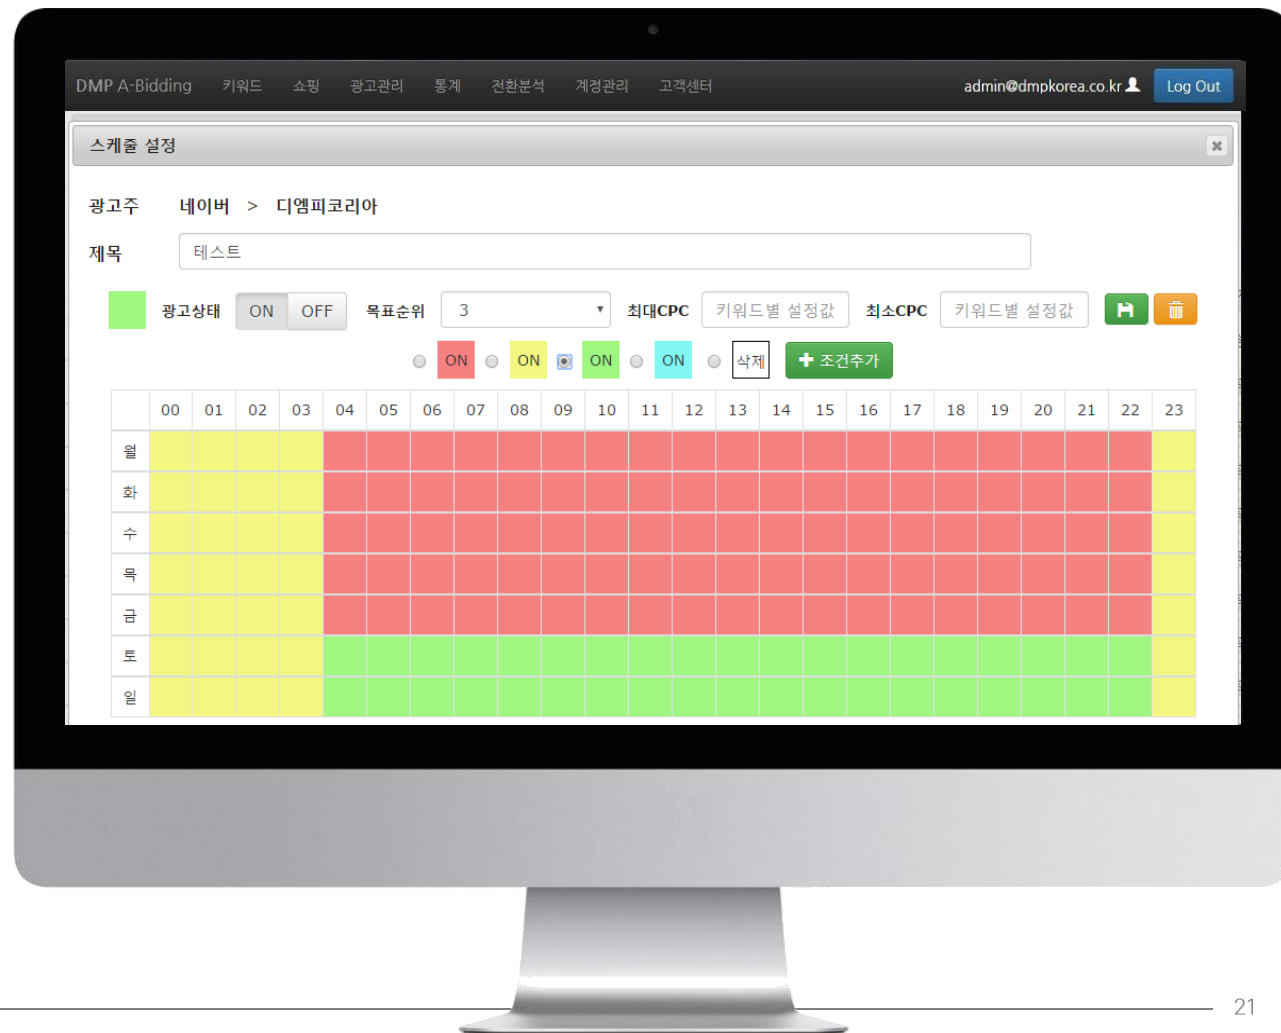 DMP A-Bidding 키워드 쇼핑 광고관리 통계 전환분석 계정관리 고객센터 admin@dmpkorea.co.kr Log Out
스케줄 설정
광고주 네이버 > 디엠피코리아
제목 테스트
광고상태 ON OFF 목표순위 3 최대CPC 키워드별 설정값 최소CPC 키워드별 설정값
ON ON ON ON 삭제 + 조건추가
00 01 02 03 04 05 06 07 08 09 10 11 12 13 14 15 16 17 18 19 20 21 22 23
월
화
수
목
금
토
일
21